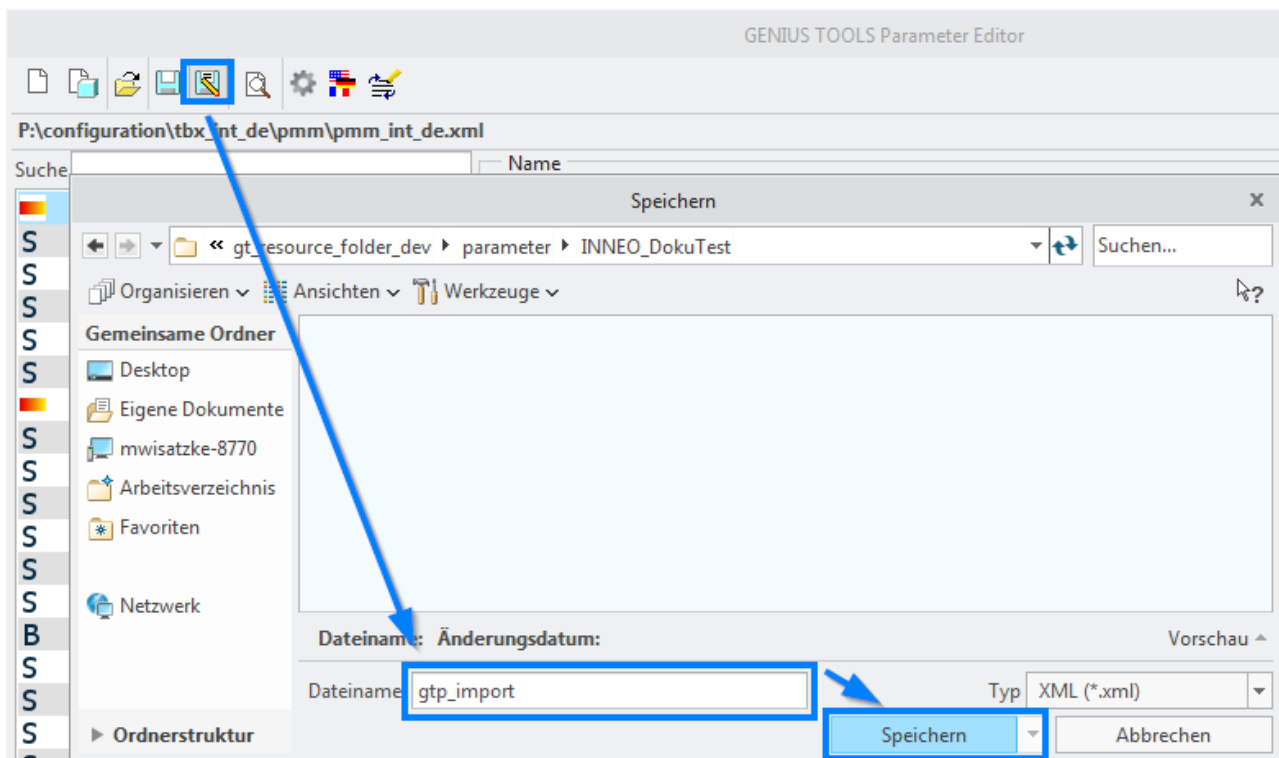 GENIUS TOOLS Parameter Editor
P:\configuration\tbx_int_de\pmm\pmm_int_de.xml
Suche Name
Speichern x
S « gt_resource_folder_dev parameter INNEO_DokuTest Suchen...
S
S Organisieren Ansichten Werkzeuge ?
S Gemeinsame Ordner
S Desktop
Eigene Dokumente
S mwisatzke-8770
S
S Arbeitsverzeichnis
S Favoriten
S
S Netzwerk
B Dateiname: Änderungsdatum: Vorschau
S
S Dateiname gtp_import Typ XML (*.xml)
S Ordnerstruktur Speichern Abbrechen